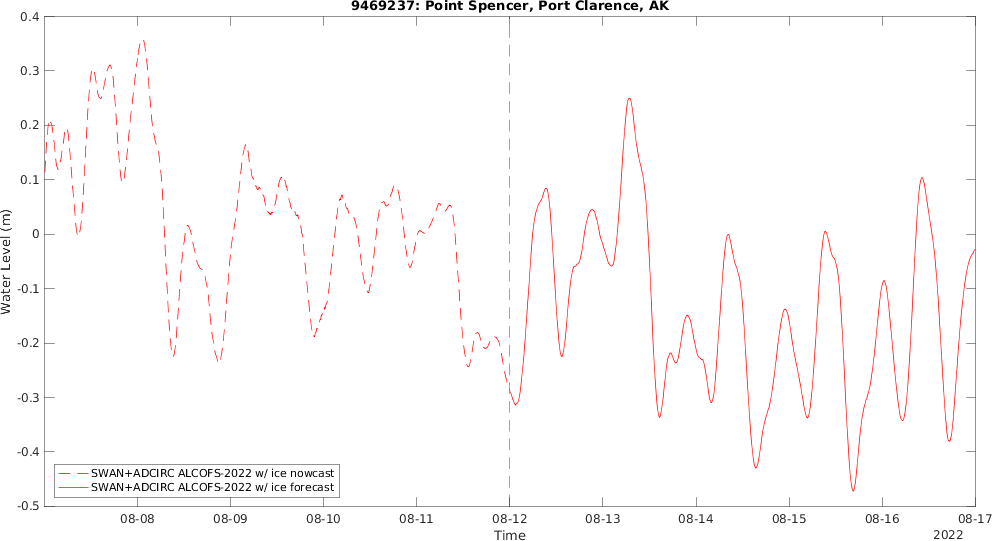 9469237: Point Spencer, Port Clarence, AK
0.4
0.3
0.2
0.1
0
-0.1
-0.2
-0.3
-0.4
-0.5
Water Level (m)
SWAN+ADCIRC ALCOFS-2022 w/ ice nowcast
SWAN+ADCIRC ALCOFS-2022 w/ ice forecast
08-08 08-09 08-10 08-11 08-12 08-13 08-14 08-15 08-16 08-17
Time
2022